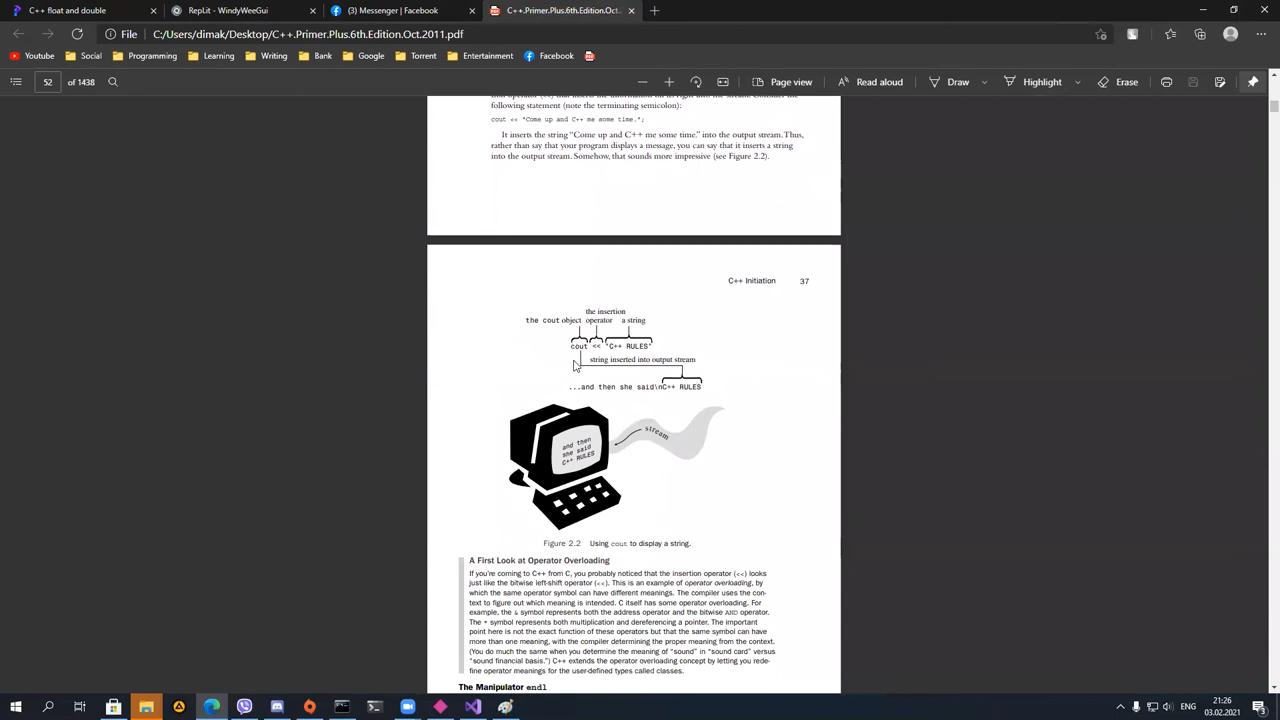 C++ float and double
Replit - WilyWeeGui
(1) Messenger | Facebook
C++.Primer.Plus.6th.Edition.Oct...
File
C:/Users/dimak/Desktop/C++.Primer.Plus.6th.Edition.Oct.2011.pdf
Youtube
Social
Programming
Learning
Writing
Google
Torrent
Entertainment
Facebook
52
of 1438
Page view
Read aloud
following statement (note the terminating semicolon):
cout << "Come up and C++ me some time.";
It inserts the string “Come up and C++ me some time.” into the output stream. Thus,
rather than say that your program displays a message, you can say that it inserts a string
into the output stream. Somehow, that sounds more impressive (see Figure 2.2).
C++ Initiation 37
the insertion
the cout object operator a string
cout << "C++ RULES"
string inserted into output stream
...and then she said\nC++ RULES
stream
and then
she said
C++ RULES
Figure 2.2 Using cout to display a string.
A First Look at Operator Overloading
If you’re coming to C++ from C, you probably noticed that the insertion operator (<<) looks
just like the bitwise left-shift operator (<<). This is an example of operator overloading, by
which the same operator symbol can have different meanings. The compiler uses the con-
text to figure out which meaning is intended. C itself has some operator overloading. For
example, the & symbol represents both the address operator and the bitwise AND operator.
The * symbol represents both multiplication and dereferencing a pointer. The important
point here is not the exact function of these operators but that the same symbol can have
more than one meaning, with the compiler determining the proper meaning from the context.
(You do much the same when you determine the meaning of “sound” in “sound card” versus
“sound financial basis.”) C++ extends the operator overloading concept by letting you rede-
fine operator meanings for the user-defined types called classes.
The Manipulator endl
ENG
21:26
03.02.2021